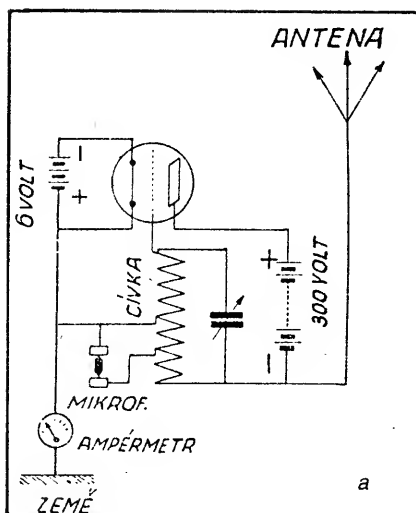 ANTENA
6 VOLT
–
+
CÍVKA
+
300 VOLT
–
MIKROF.
AMPÉRMETR
ZEMĚ
a